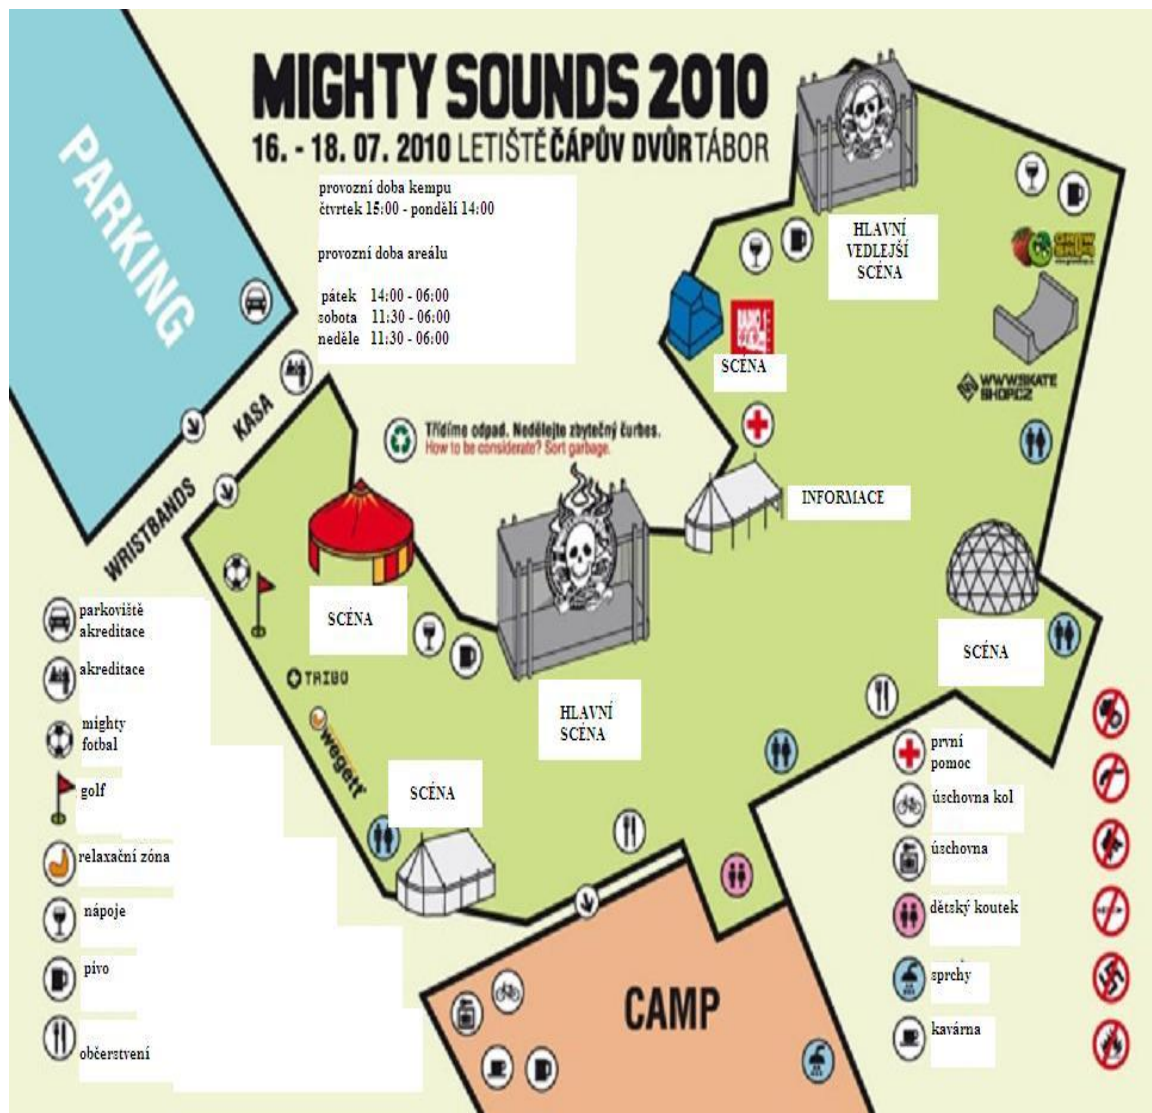 MIGHTY SOUNDS 2010
16. - 18. 07. 2010 LETIŠTĚ ČÁPŮV DVŮR TÁBOR
provozní doba kempu
čtvrtek 15:00 - pondělí 14:00
provozní doba areálu
pátek 14:00 - 06:00
sobota 11:30 - 06:00
neděle 11:30 - 06:00
PARKING
KASA
WRISTBANDS
HLAVNÍ
VEDLEJŠÍ
SCÉNA
RADIO
SCÉNA
WWW.SKATE
SHOP.CZ
Třídíme odpad. Nedělejte zbytečný čurbes.
How to be considerate? Sort garbage.
INFORMACE
SCÉNA
SCÉNA
TRIBO
HLAVNÍ
SCÉNA
wegett
SCÉNA
CAMP
parkoviště
akreditace
akreditace
mighty
fotbal
golf
relaxační zóna
nápoje
pivo
občerstvení
první
pomoc
úschovna kol
úschovna
dětský koutek
sprchy
kavárna